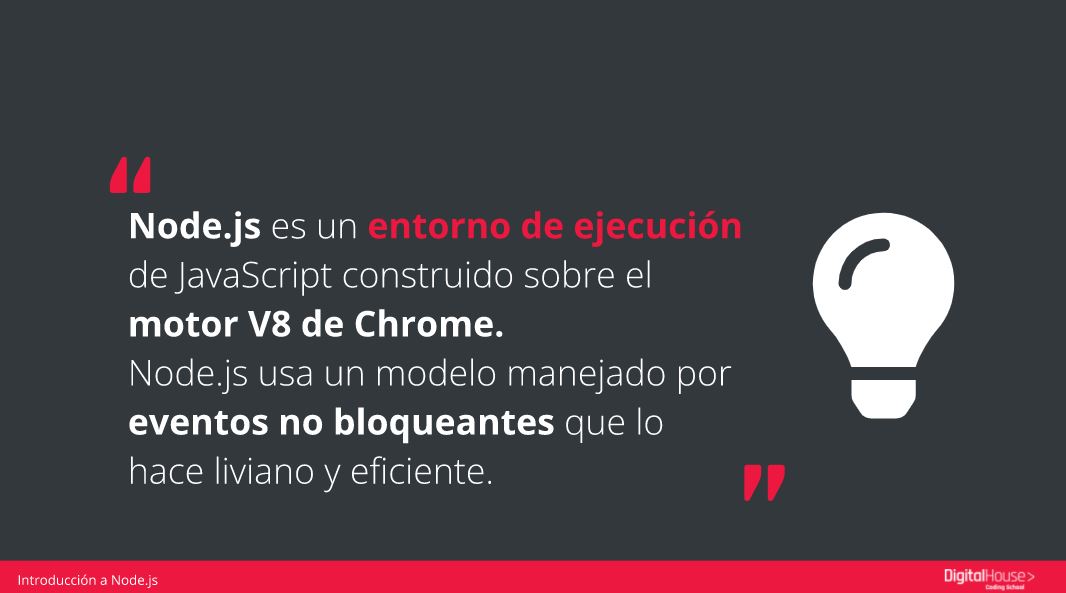 “
Node.js es un entorno de ejecución
de JavaScript construido sobre el
motor V8 de Chrome.
Node.js usa un modelo manejado por
eventos no bloqueantes que lo
hace liviano y eficiente.
”
Introducción a Node.js
DigitalHouse>
Coding School